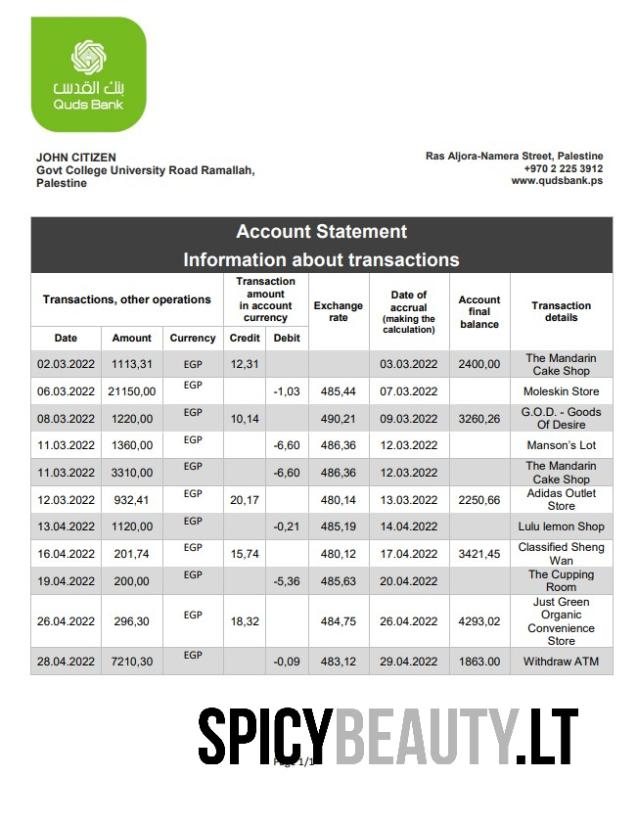 بنك القدس
Quds Bank
JOHN CITIZEN
Govt College University Road Ramallah,
Palestine
Ras Aljora-Namera Street, Palestine
+970 2 225 3912
www.qudsbank.ps
Account Statement
Information about transactions
Transactions, other operations
Transaction
amount
in account
currency
Exchange
rate
Date of
accrual
(making the
calculation)
Account
final
balance
Transaction
details
Date Amount Currency Credit Debit
02.03.2022 1113,31 EGP 12,31 03.03.2022 2400,00 The Mandarin
Cake Shop
06.03.2022 21150,00 EGP -1,03 485,44 07.03.2022 Moleskin Store
08.03.2022 1220,00 EGP 10,14 490,21 09.03.2022 3260,26 G.O.D. - Goods
Of Desire
11.03.2022 1360,00 EGP -6,60 486,36 12.03.2022 Manson's Lot
11.03.2022 3310,00 EGP -6,60 486,36 12.03.2022 The Mandarin
Cake Shop
12.03.2022 932,41 EGP 20,17 480,14 13.03.2022 2250,66 Adidas Outlet
Store
13.04.2022 1120,00 EGP -0,21 485,19 14.04.2022 Lulu lemon Shop
16.04.2022 201,74 EGP 15,74 480,12 17.04.2022 3421,45 Classified Sheng
Wan
19.04.2022 200,00 EGP -5,36 485,63 20.04.2022 The Cupping
Room
26.04.2022 296,30 EGP 18,32 484,75 26.04.2022 4293,02 Just Green
Organic
Convenience
Store
28.04.2022 7210,30 EGP -0,09 483,12 29.04.2022 1863.00 Withdraw ATM
SPICYBEAUTY.LT
Page 1/1